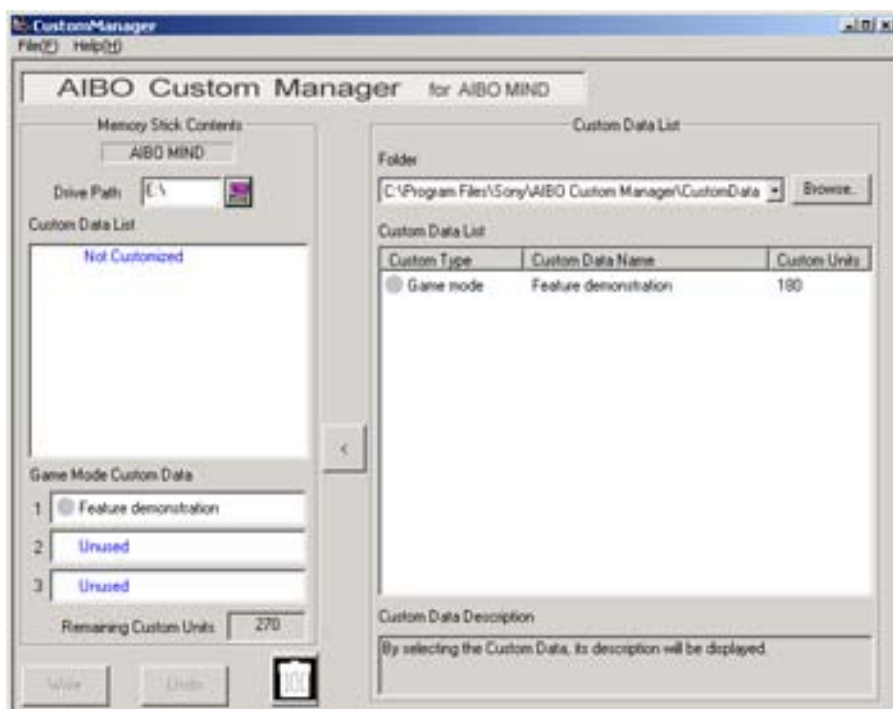 CustomManager
File(F) Help(H)
AIBO Custom Manager for AIBO MIND
Memory Stick Contents
AIBO MIND
Drive Path E:\
Custom Data List
Not Customized
Game Mode Custom Data
1 Feature demonstration
2 Unused
3 Unused
Remaining Custom Units 270
Write Undo
<
Custom Data List
Folder
C:\Program Files\Sony\AIBO Custom Manager\CustomData Browse..
Custom Data List
Custom Type Custom Data Name Custom Units
Game mode Feature demonstration 180
Custom Data Description
By selecting the Custom Data, its description will be displayed.